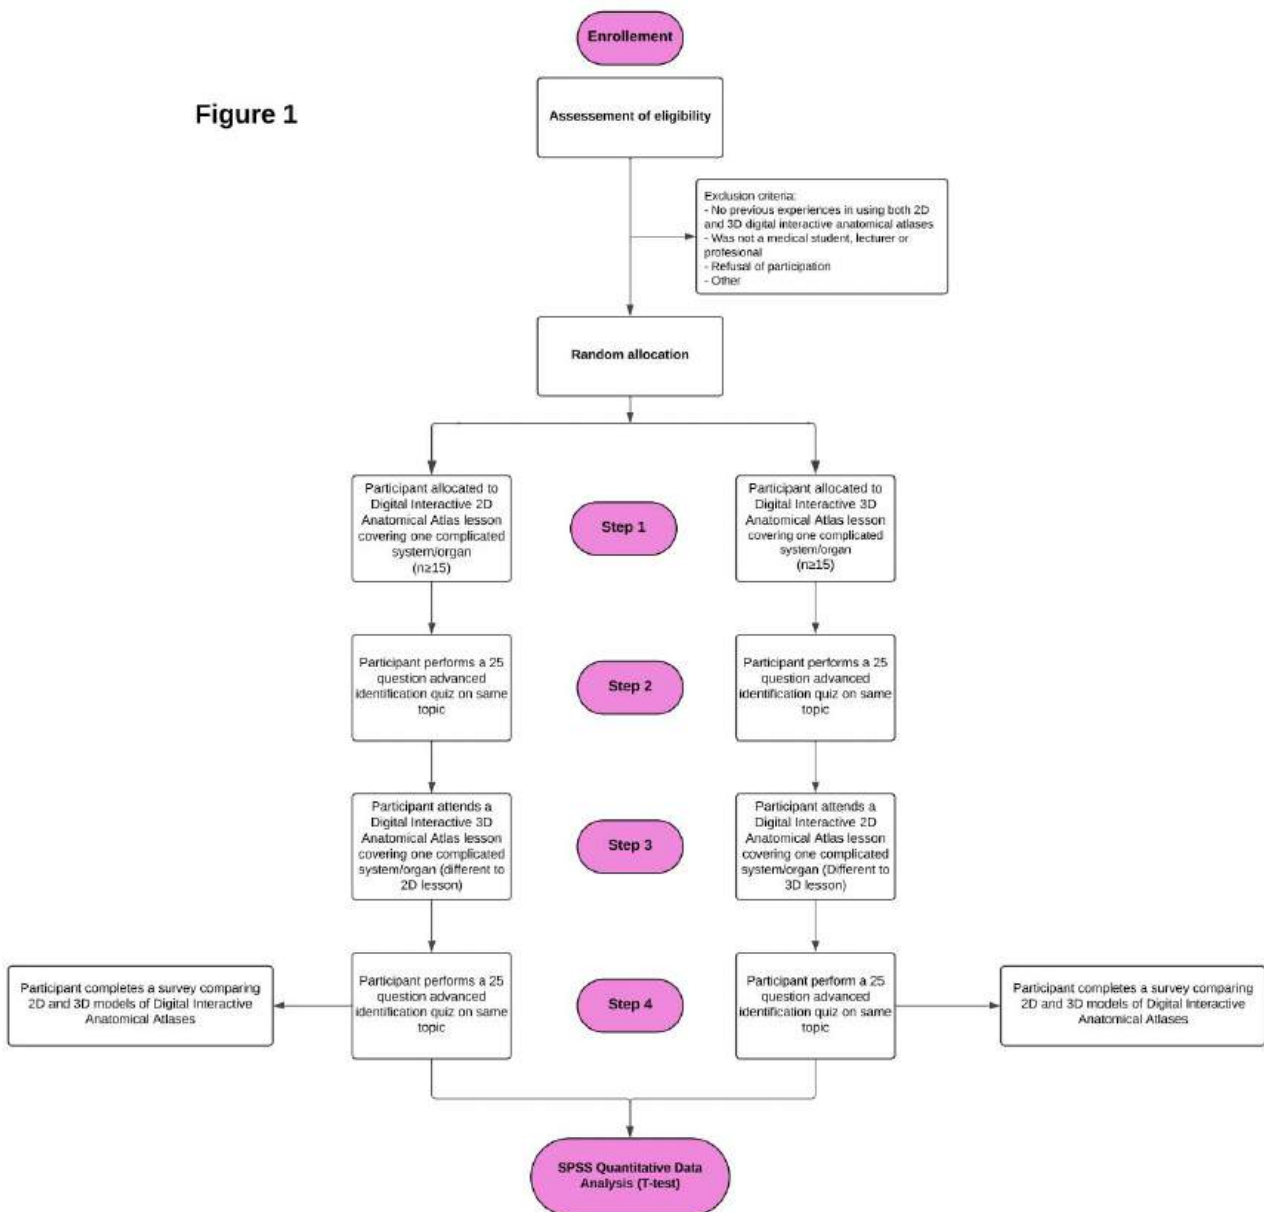 Enrollement
Figure 1
Assessement of eligibility
Exclusion criteria:
- No previous experiences in using both 2D
and 3D digital interactive anatomical atlases
- Was not a medical student, lecturer or
profesional
- Refusal of participation
- Other
Random allocation
Participant allocated to
Digital Interactive 2D
Anatomical Atlas lesson
covering one complicated
system/organ
(n≥15)
Step 1
Participant allocated to
Digital Interactive 3D
Anatomical Atlas lesson
covering one complicated
system/organ
(n≥15)
Participant performs a 25
question advanced
identification quiz on same
topic
Step 2
Participant performs a 25
question advanced
identification quiz on same
topic
Participant attends a
Digital Interactive 3D
Anatomical Atlas lesson
covering one complicated
system/organ (different to
2D lesson)
Step 3
Participant attends a
Digital Interactive 2D
Anatomical Atlas lesson
covering one complicated
system/organ (Different to
3D lesson)
Participant completes a survey comparing
2D and 3D models of Digital Interactive
Anatomical Atlases
Participant performs a 25
question advanced
identification quiz on same
topic
Step 4
Participant perform a 25
question advanced
identification quiz on same
topic
Participant completes a survey comparing
2D and 3D models of Digital Interactive
Anatomical Atlases
SPSS Quantitative Data
Analysis (T-test)